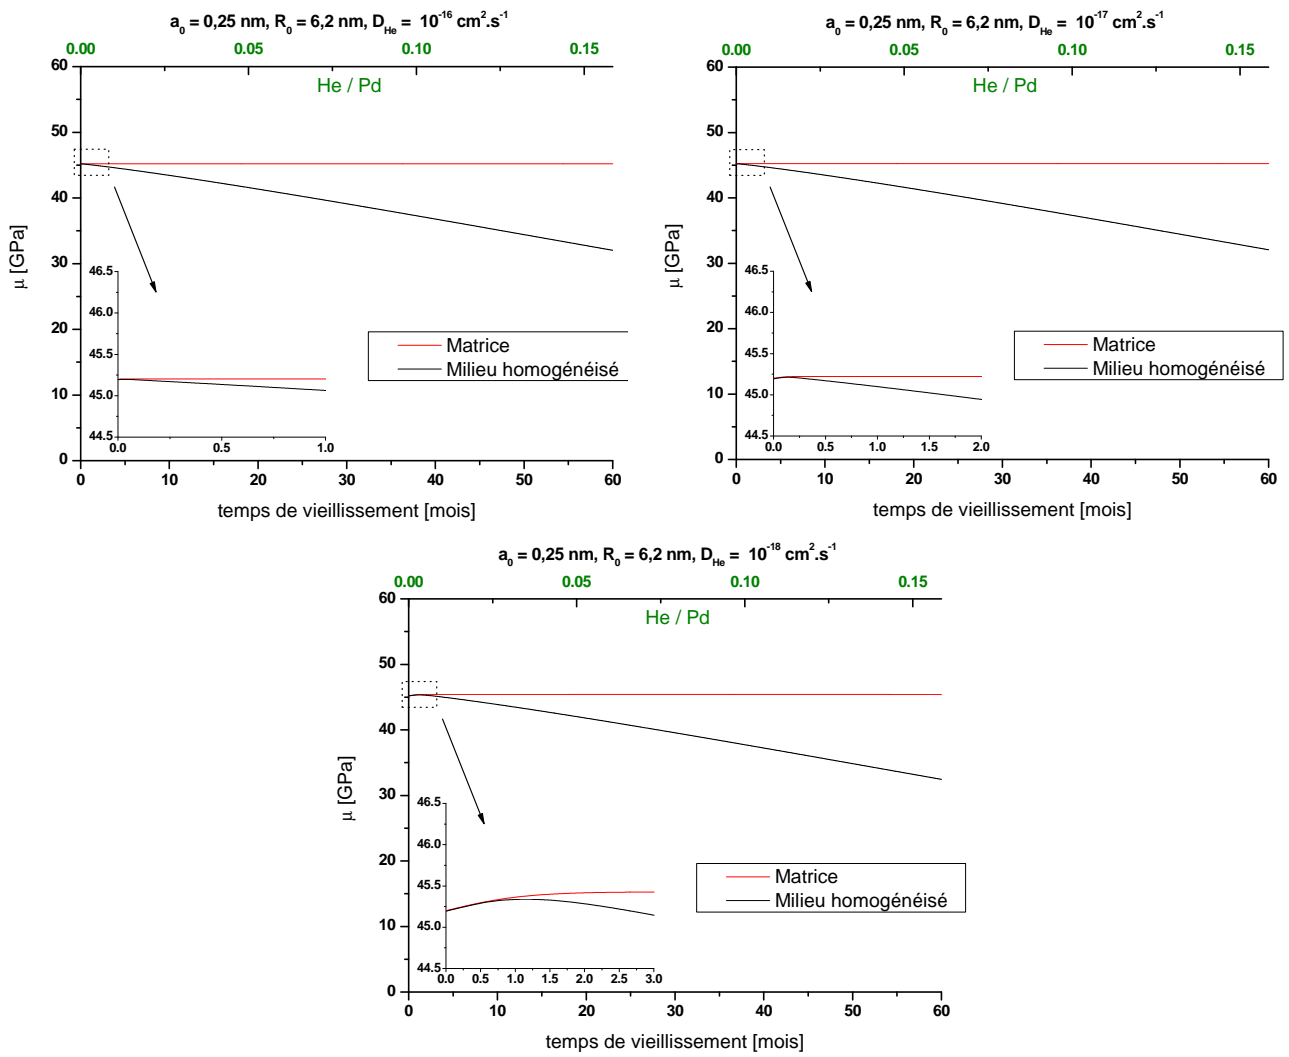 a₀ = 0,25 nm, R₀ = 6,2 nm, D_He = 10⁻¹⁶ cm².s⁻¹
0.00 0.05 0.10 0.15
He / Pd
60
50
40
30
20
10
0
μ [GPa]
46.5
46.0
45.5
45.0
44.5
0.0 0.5 1.0
Matrice
Milieu homogénéisé
0 10 20 30 40 50 60
temps de vieillissement [mois]
a₀ = 0,25 nm, R₀ = 6,2 nm, D_He = 10⁻¹⁷ cm².s⁻¹
0.00 0.05 0.10 0.15
He / Pd
60
50
40
30
20
10
0
μ [GPa]
46.5
46.0
45.5
45.0
44.5
0.0 0.5 1.0 1.5 2.0
Matrice
Milieu homogénéisé
0 10 20 30 40 50 60
temps de vieillissement [mois]
a₀ = 0,25 nm, R₀ = 6,2 nm, D_He = 10⁻¹⁸ cm².s⁻¹
0.00 0.05 0.10 0.15
He / Pd
60
50
40
30
20
10
0
μ [GPa]
46.5
46.0
45.5
45.0
44.5
0.0 0.5 1.0 1.5 2.0 2.5 3.0
Matrice
Milieu homogénéisé
0 10 20 30 40 50 60
temps de vieillissement [mois]